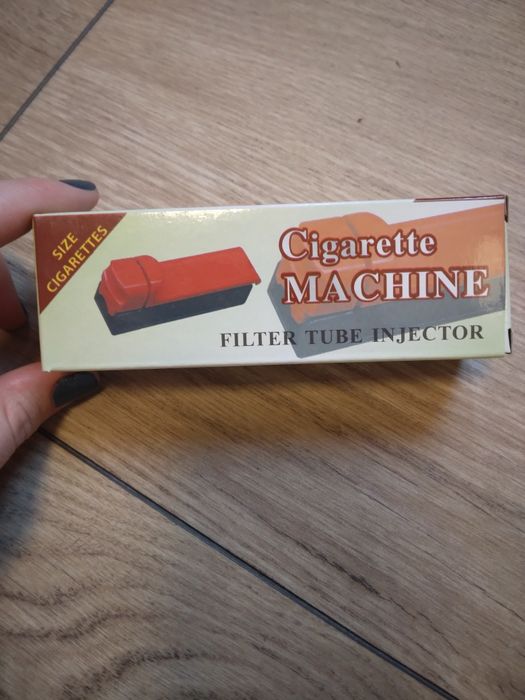 SIZE
CIGARETTES
Cigarette
MACHINE
FILTER TUBE INJECTOR